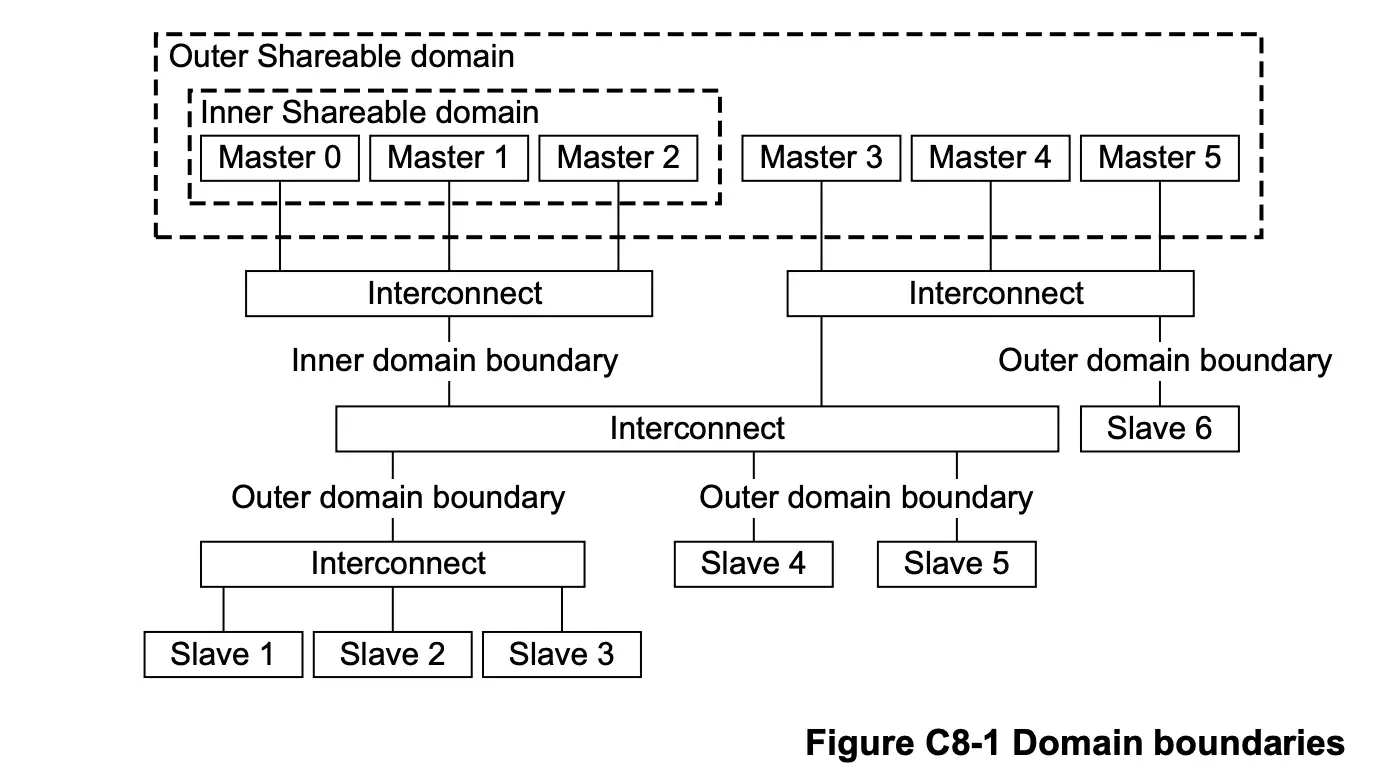 Outer Shareable domain
Inner Shareable domain
Master 0 Master 1 Master 2 Master 3 Master 4 Master 5
Interconnect Interconnect
Inner domain boundary Outer domain boundary
Interconnect Slave 6
Outer domain boundary Outer domain boundary
Interconnect Slave 4 Slave 5
Slave 1 Slave 2 Slave 3
Figure C8-1 Domain boundaries